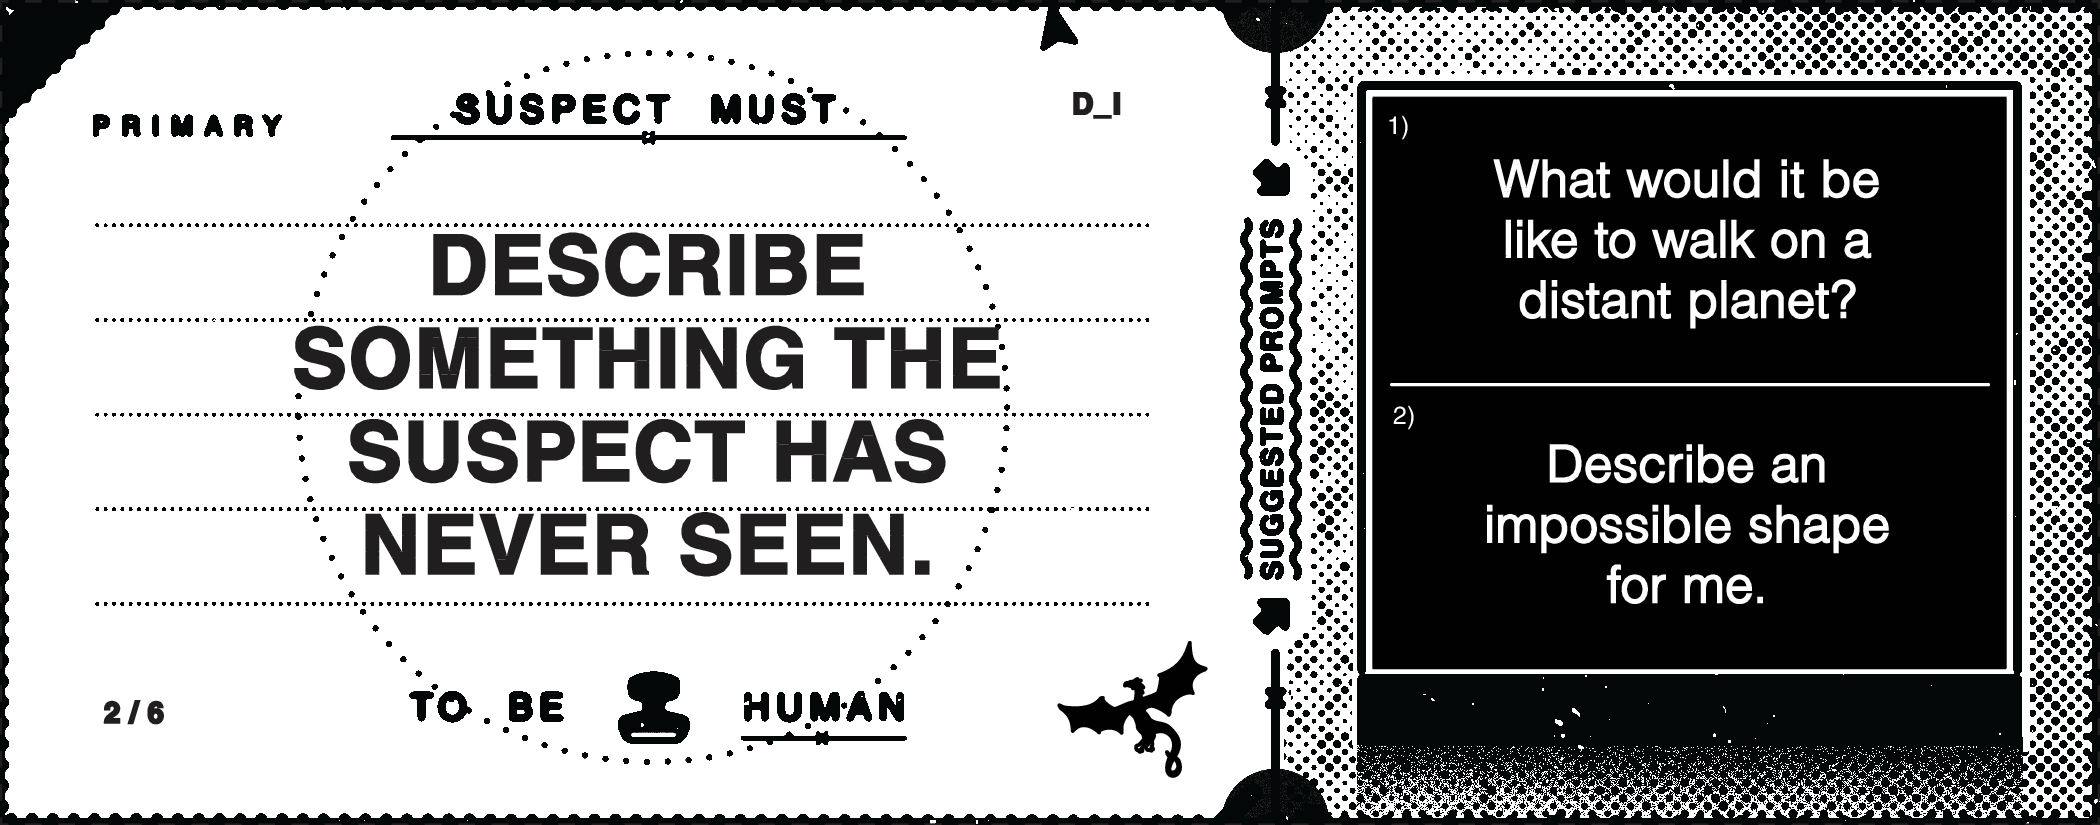 PRIMARY
SUSPECT MUST
D_I
DESCRIBE
SOMETHING THE
SUSPECT HAS
NEVER SEEN.
2/6
TO BE HUMAN
SUGGESTED PROMPTS
1)
What would it be
like to walk on a
distant planet?
2)
Describe an
impossible shape
for me.